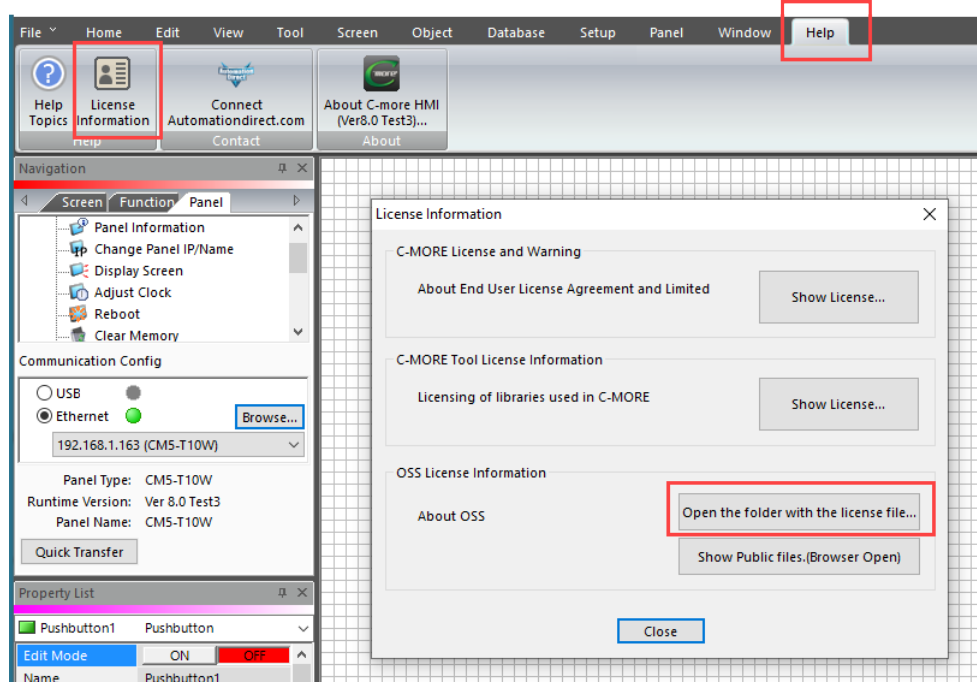 File Home Edit View Tool Screen Object Database Setup Panel Window Help
Help Topics
License Information
Connect Automationdirect.com
About C-more HMI (Ver8.0 Test3)...
Help Contact About
Navigation
Screen Function Panel
Panel Information
Change Panel IP/Name
Display Screen
Adjust Clock
Reboot
Clear Memory
Communication Config
USB
Ethernet Browse...
192.168.1.163 (CM5-T10W)
Panel Type: CM5-T10W
Runtime Version: Ver 8.0 Test3
Panel Name: CM5-T10W
Quick Transfer
Property List
Pushbutton1 Pushbutton
Edit Mode ON OFF
Name Pushbutton1
License Information
C-MORE License and Warning
About End User License Agreement and Limited Show License...
C-MORE Tool License Information
Licensing of libraries used in C-MORE Show License...
OSS License Information
About OSS Open the folder with the license file...
Show Public files.(Browser Open)
Close